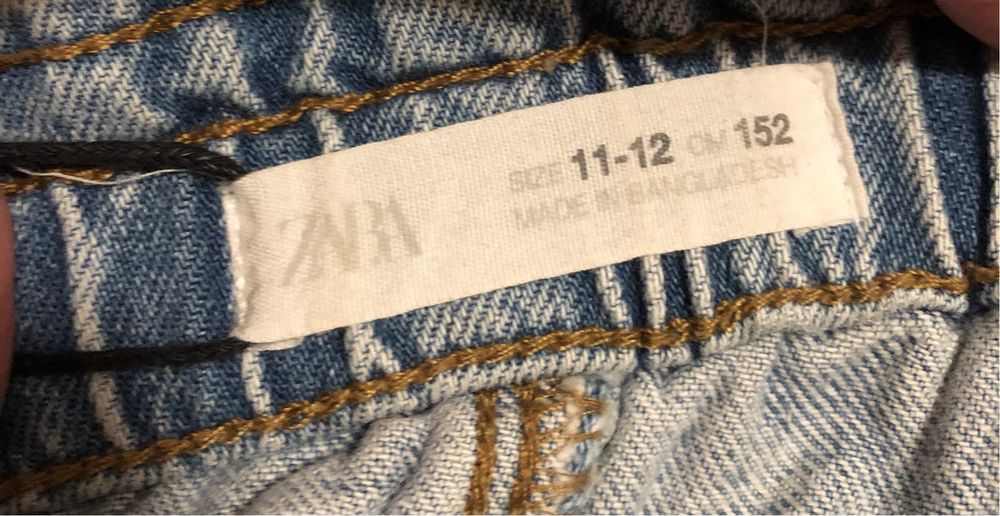 ZARA
SIZE 11-12 CM 152
MADE IN BANGLADESH